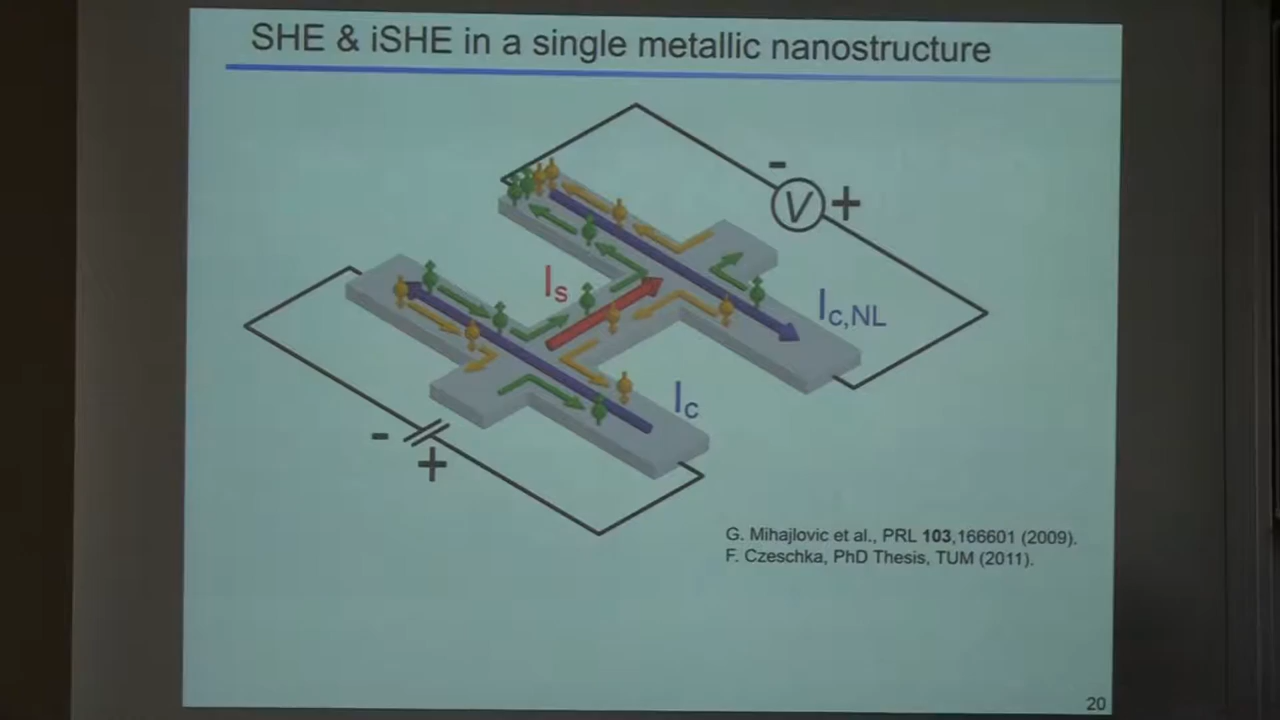 SHE & iSHE in a single metallic nanostructure
-
V
+
Is
Ic,NL
Ic
-
+
G. Mihajlovic et al., PRL 103,166601 (2009).
F. Czeschka, PhD Thesis, TUM (2011).
20